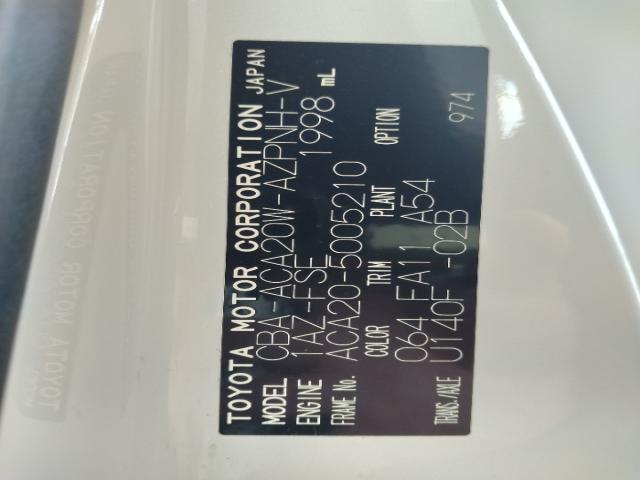 TOYOTA MOTOR CORPORATION JAPAN
MODEL CBA-ACA20W-AZPNH-V
ENGINE 1AZ-FSE 1998 mL
FRAME No. ACA20-5005210
COLOR TRIM PLANT OPTION
064 FA11 A54
TRANS./AXLE U140F -02B 974